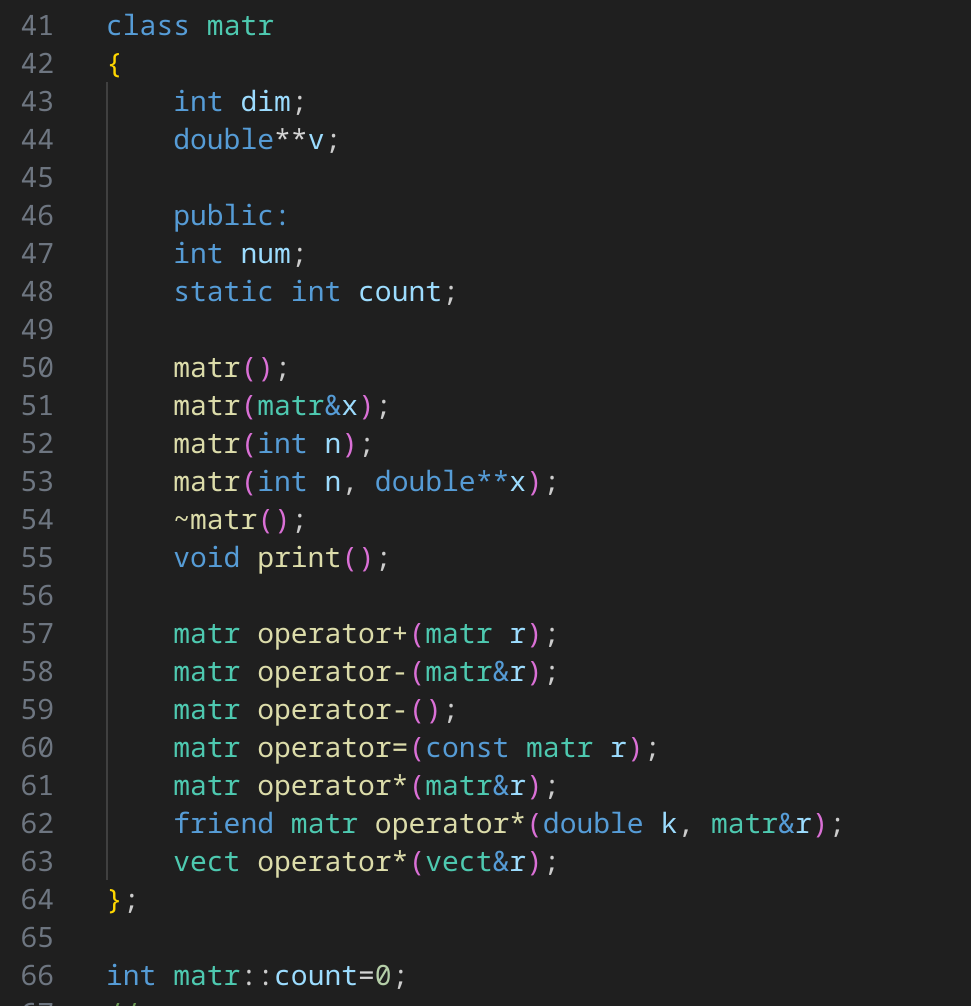 41 class matr
42 {
43 int dim;
44 double**v;
45
46 public:
47 int num;
48 static int count;
49
50 matr();
51 matr(matr&x);
52 matr(int n);
53 matr(int n, double**x);
54 ~matr();
55 void print();
56
57 matr operator+(matr r);
58 matr operator-(matr&r);
59 matr operator-();
60 matr operator=(const matr r);
61 matr operator*(matr&r);
62 friend matr operator*(double k, matr&r);
63 vect operator*(vect&r);
64 };
65
66 int matr::count=0;